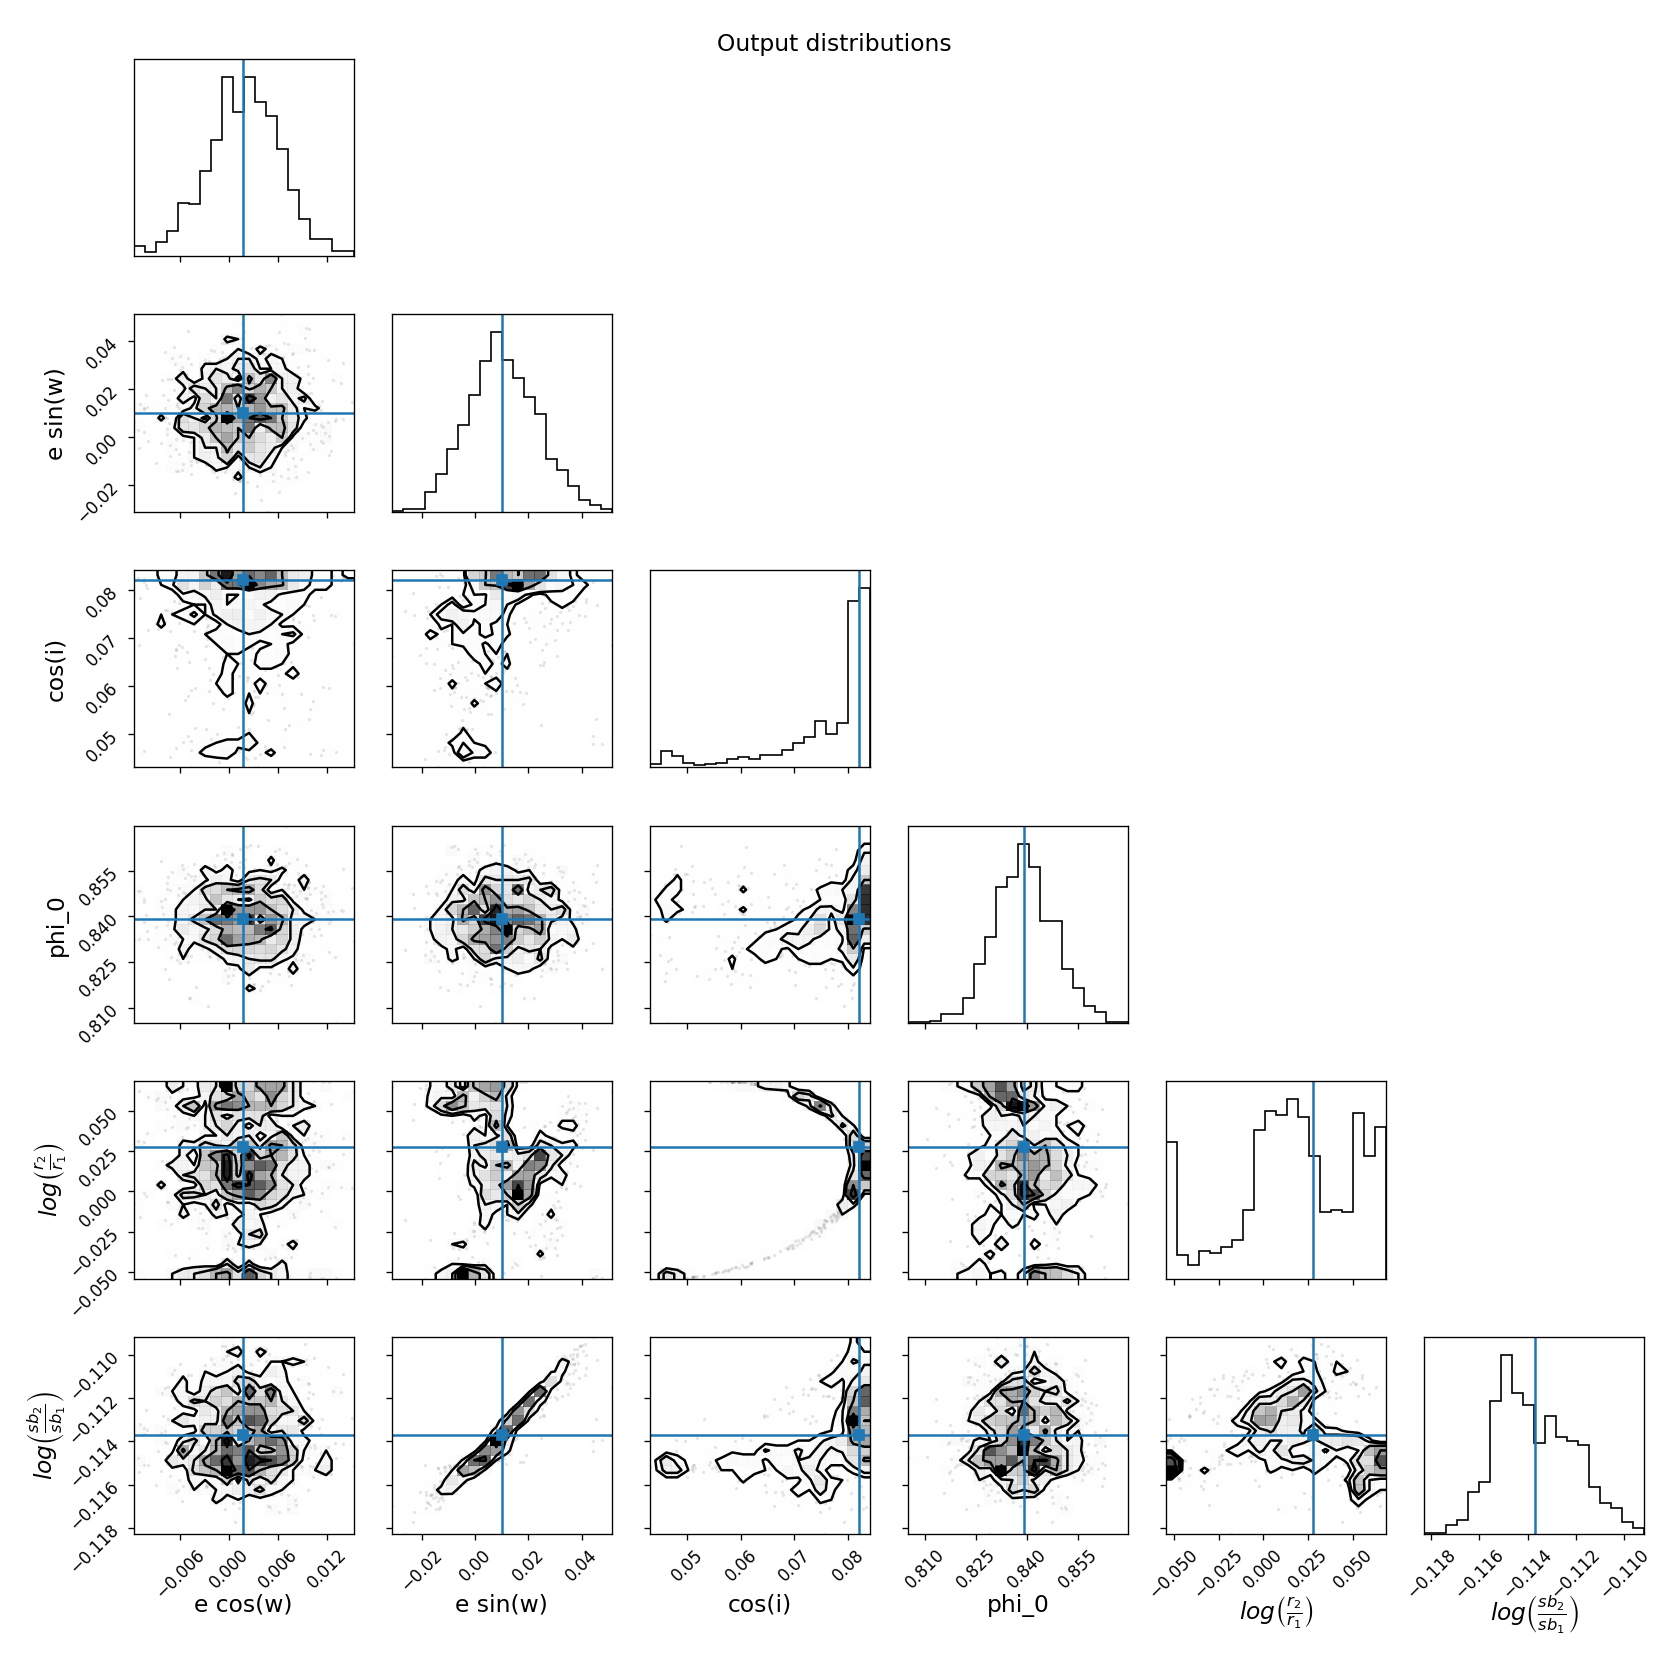 Output distributions
e sin(w)
0.04
0.02
0.00
−0.02
cos(i)
0.08
0.07
0.06
0.05
phi_0
0.855
0.840
0.825
0.810
log(r₂/r₁)
0.050
0.025
0.000
−0.025
−0.050
log(sb₂/sb₁)
−0.110
−0.112
−0.114
−0.116
−0.118
−0.006 0.000 0.006 0.012
−0.02 0.00 0.02 0.04
0.05 0.06 0.07 0.08
0.810 0.825 0.840 0.855
−0.050 −0.025 0.000 0.025 0.050
−0.118 −0.116 −0.114 −0.112 −0.110
e cos(w) e sin(w) cos(i) phi_0 log(r₂/r₁) log(sb₂/sb₁)